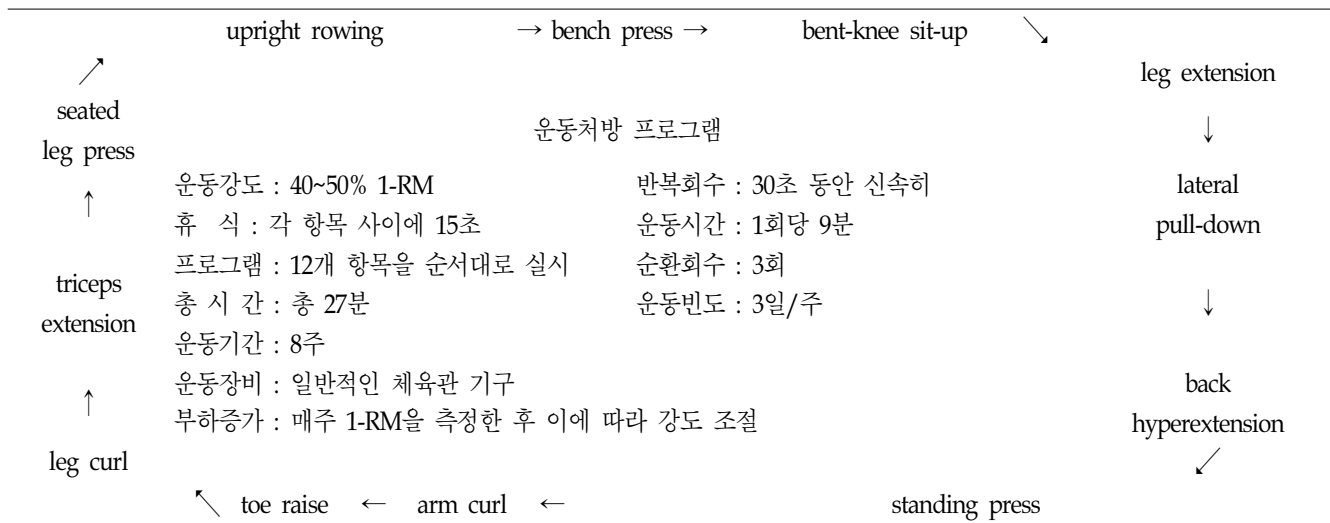 upright rowing → bench press → bent-knee sit-up ↘
leg extension
↗
seated
leg press
운동처방 프로그램
↓
운동강도 : 40~50% 1-RM 반복회수 : 30초 동안 신속히
lateral
pull-down
↑
휴 식 : 각 항목 사이에 15초 운동시간 : 1회당 9분
프로그램 : 12개 항목을 순서대로 실시 순환회수 : 3회
triceps
extension
총 시 간 : 총 27분 운동빈도 : 3일/주
↓
운동기간 : 8주
운동장비 : 일반적인 체육관 기구
back
hyperextension
↑
부하증가 : 매주 1-RM을 측정한 후 이에 따라 강도 조절
leg curl
↙
↖ toe raise ← arm curl ← standing press